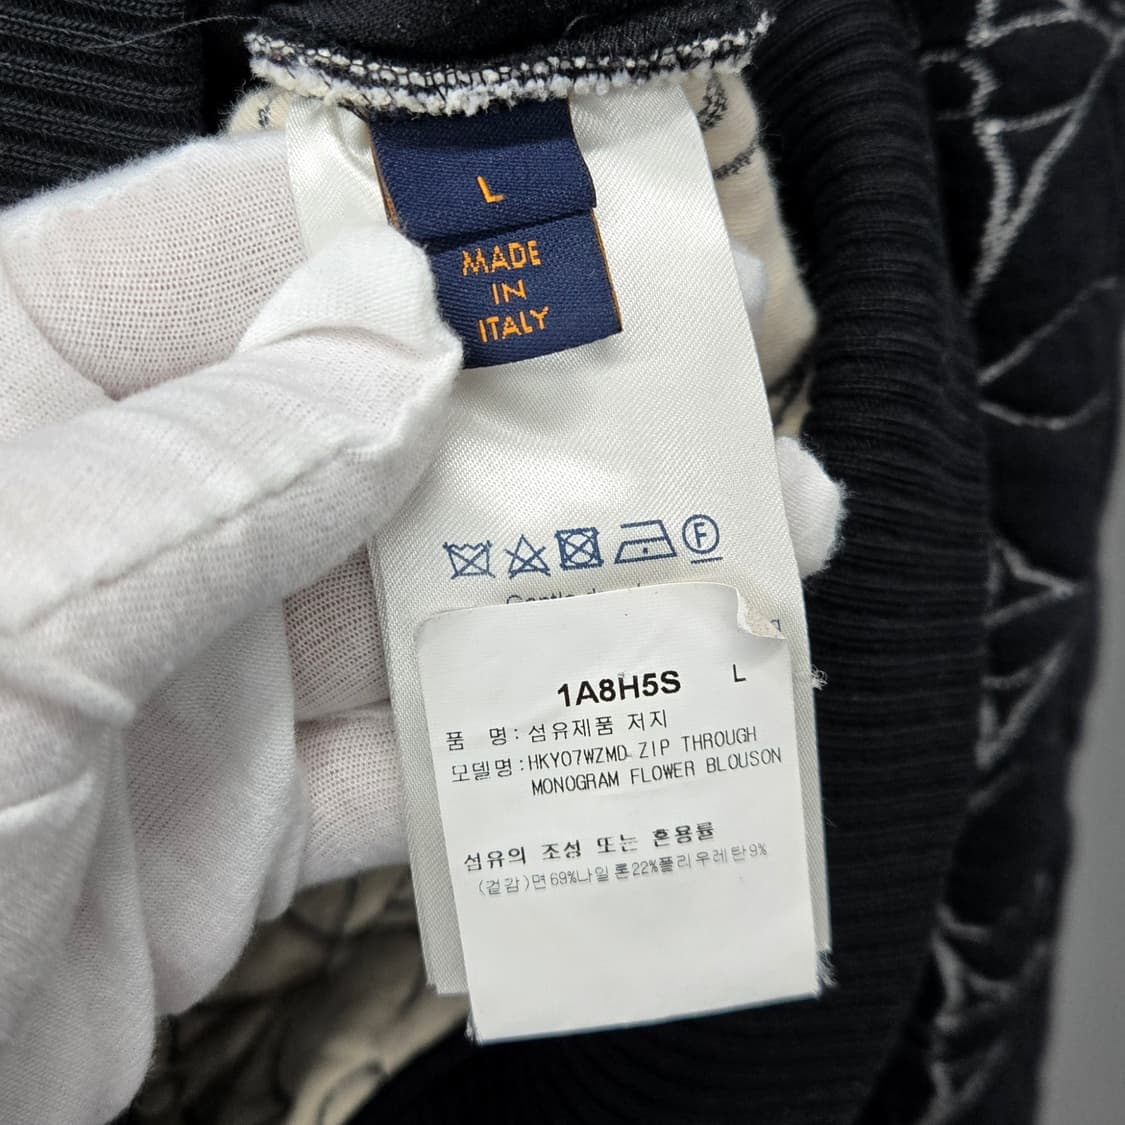 L
MADE
IN
ITALY
F
1A8H5S L
품 명 : 섬유제품 저지
모델명 : HKY07WZMD ZIP THROUGH
MONOGRAM FLOWER BLOUSON
섬유의 조성 또는 혼용률
(겉감)면69%나일론22%폴리우레탄9%